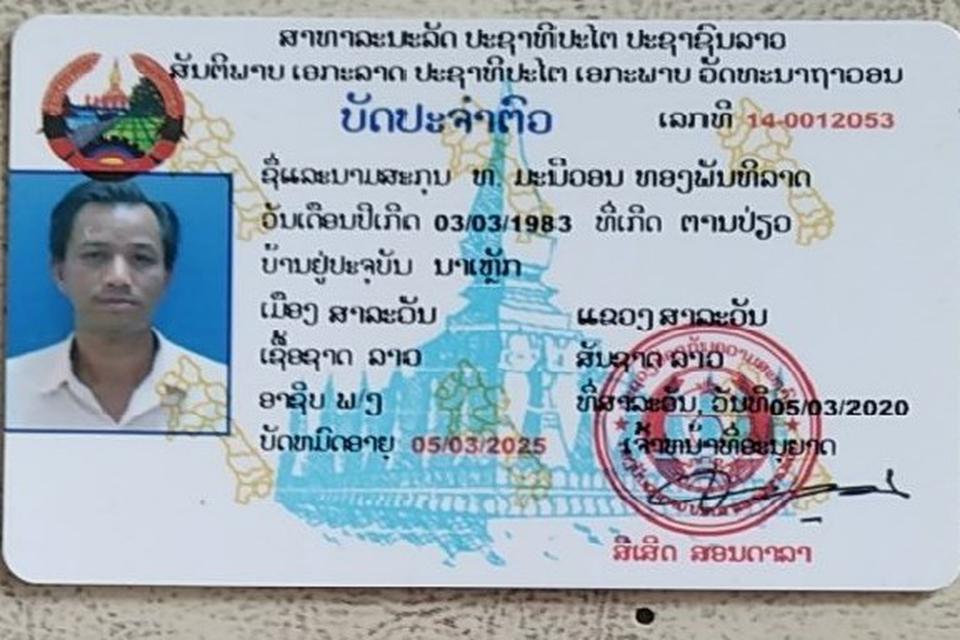 ສາທາລະນະລັດ ປະຊາທິປະໄຕ ປະຊາຊົນລາວ
ສັນຕິພາບ ເອກະລາດ ປະຊາທິປະໄຕ ເອກະພາບ ວັດທະນາຖາວອນ
ບັດປະຈຳຕົວ ເລກທີ 14-0012053
ຊື່ແລະນາມສະກຸນ ທ. ມະນີວອນ ທອງພັນທິລາດ
ວັນເດືອນປີເກີດ 03/03/1983 ທີ່ເກີດ ຕານປ່ຽວ
ບ້ານຢູ່ປະຈຸບັນ ນາເຫຼັກ
ເມືອງ ສາລະວັນ ແຂວງ ສາລະວັນ
ເຊື້ອຊາດ ລາວ ສັນຊາດ ລາວ
ອາຊີບ ພ/ງ ທີ່ສາລະວັນ, ວັນທີ 05/03/2020
ບັດຫມົດອາຍຸ 05/03/2025 ເຈົ້າຫນ້າທີ່ອະນຸຍາດ
ສີເສີດ ສອນດາລາ